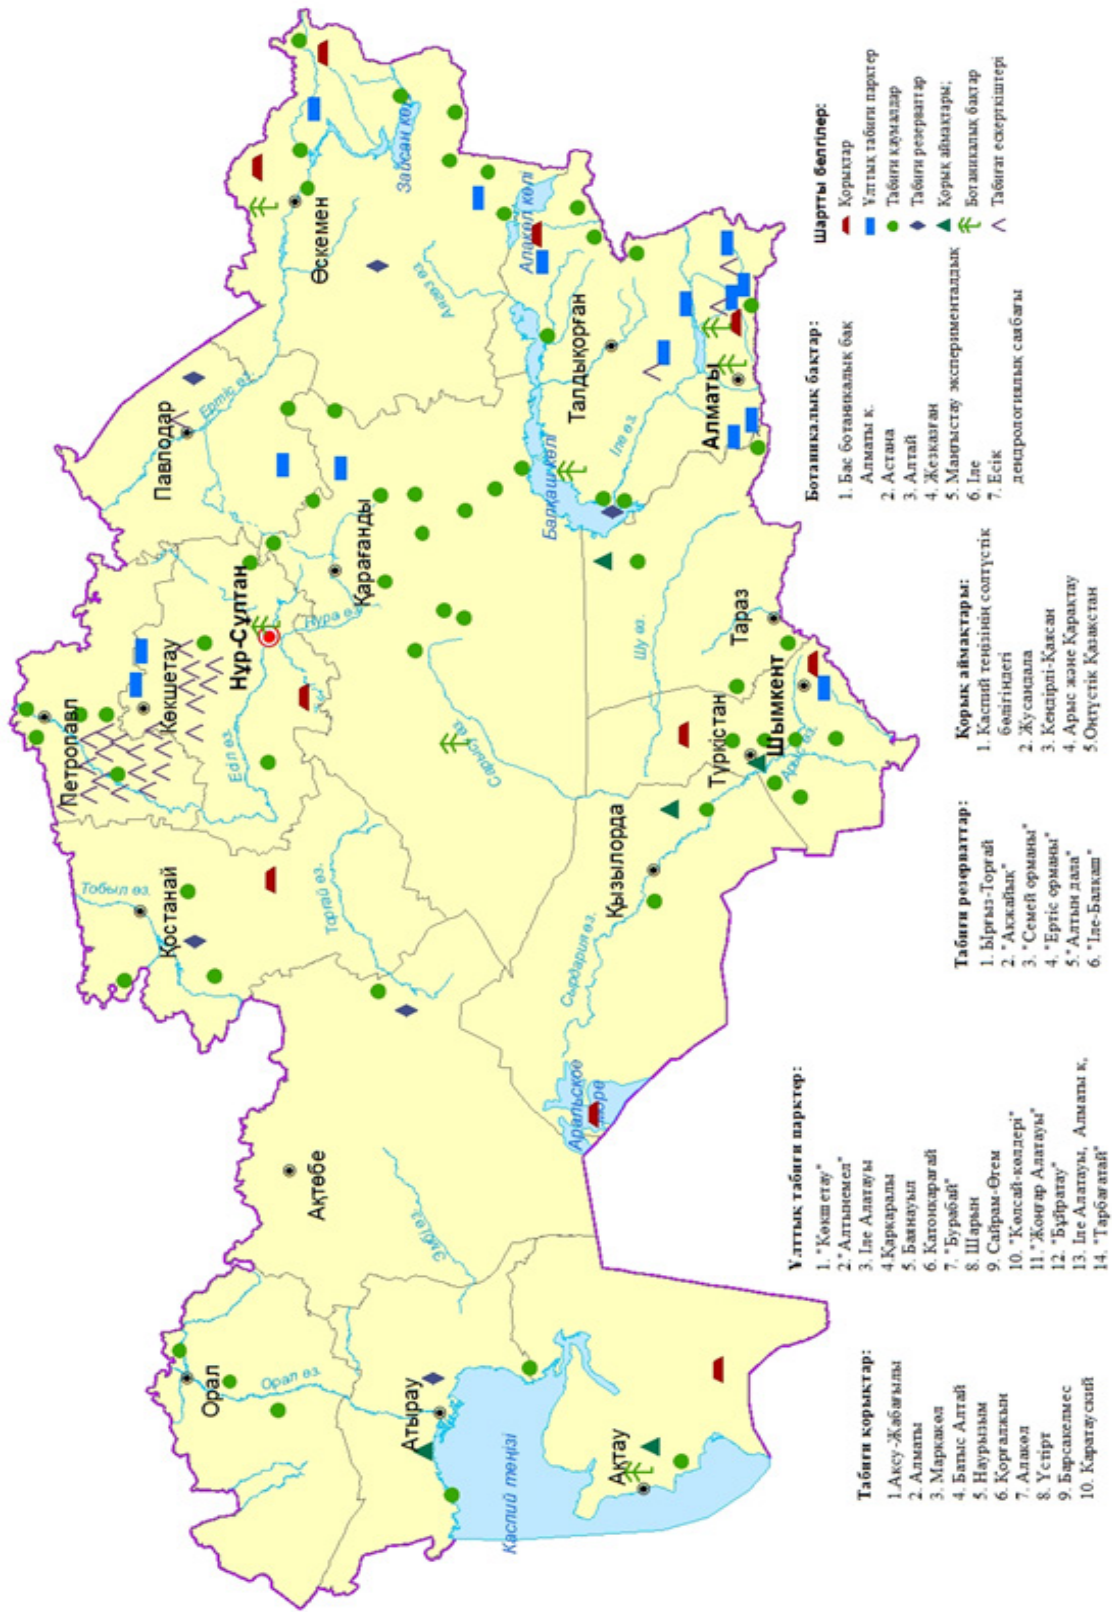 Петропавл
Көкшетау
Павлодар
Қостанай
Нұр-Сұлтан
Өскемен
Орал
Ақтөбе
Қарағанды
Атырау
Ақтау
Қызылорда
Түркістан
Шымкент
Тараз
Талдықорған
Алматы
Тобыл өз.
Ертіс өз.
Нұра өз.
Торғай өз.
Сарысу өз.
Орал өз.
Шу өз.
Іле өз.
Арыс өз.
Аягөз өз.
Сырдария өз.
Зайсан көл
Алакөл көлі
Балқаш көлі
Аральское
море
Каспий теңізі
Табиғи қорықтар:
1.Ақсу-Жабағылы
2. Алматы
3. Марқакөл
4. Батыс Алтай
5. Наурызым
6. Қорғалжын
7. Алакөл
8. Үстірт
9. Барсакелмес
10. Каратауский
Ұлттық табиғи парктер:
1. "Көкшетау"
2."Алтынемел"
3. Іле Алатауы
4.Қарқаралы
5. Баянауыл
6. Катонқарағай
7. "Бурабай"
8. Шарын
9. Сайрам-Өгем
10. "Көлсай-көлдері"
11."Жоңғар Алатауы"
12. "Бұйратау"
13. Іле Алатауы, Алматы қ.
14. "Тарбағатай"
Табиғи резерваттар:
1. Ырғыз-Торғай
2. "Ақжайық"
3. "Семей орманы"
4. "Ертіс орманы"
5."Алтын дала"
6. "Іле-Балқаш"
Қорық аймақтары:
1. Каспий теңізінің солтүстік
бөлігіндегі
2. Жусандала
3. Кендірлі-Қаясан
4. Арыс және Қарақтау
5.Оңтүстік Қазақстан
Ботаникалық бақтар:
1. Бас ботаникалық бақ
Алматы қ.
2. Астана
3. Алтай
4. Жезказған
5. Маңғыстау эксперименталдық
6. Іле
7. Есік
дендрологиялық саябағы
Шартты белгілер:
Қорықтар
Ұлттық табиғи парктер
Табиғи қаумалдар
Табиғи резерваттар
Қорық аймақтары;
Ботаникалық бақтар
Табиғат ескерткіштері